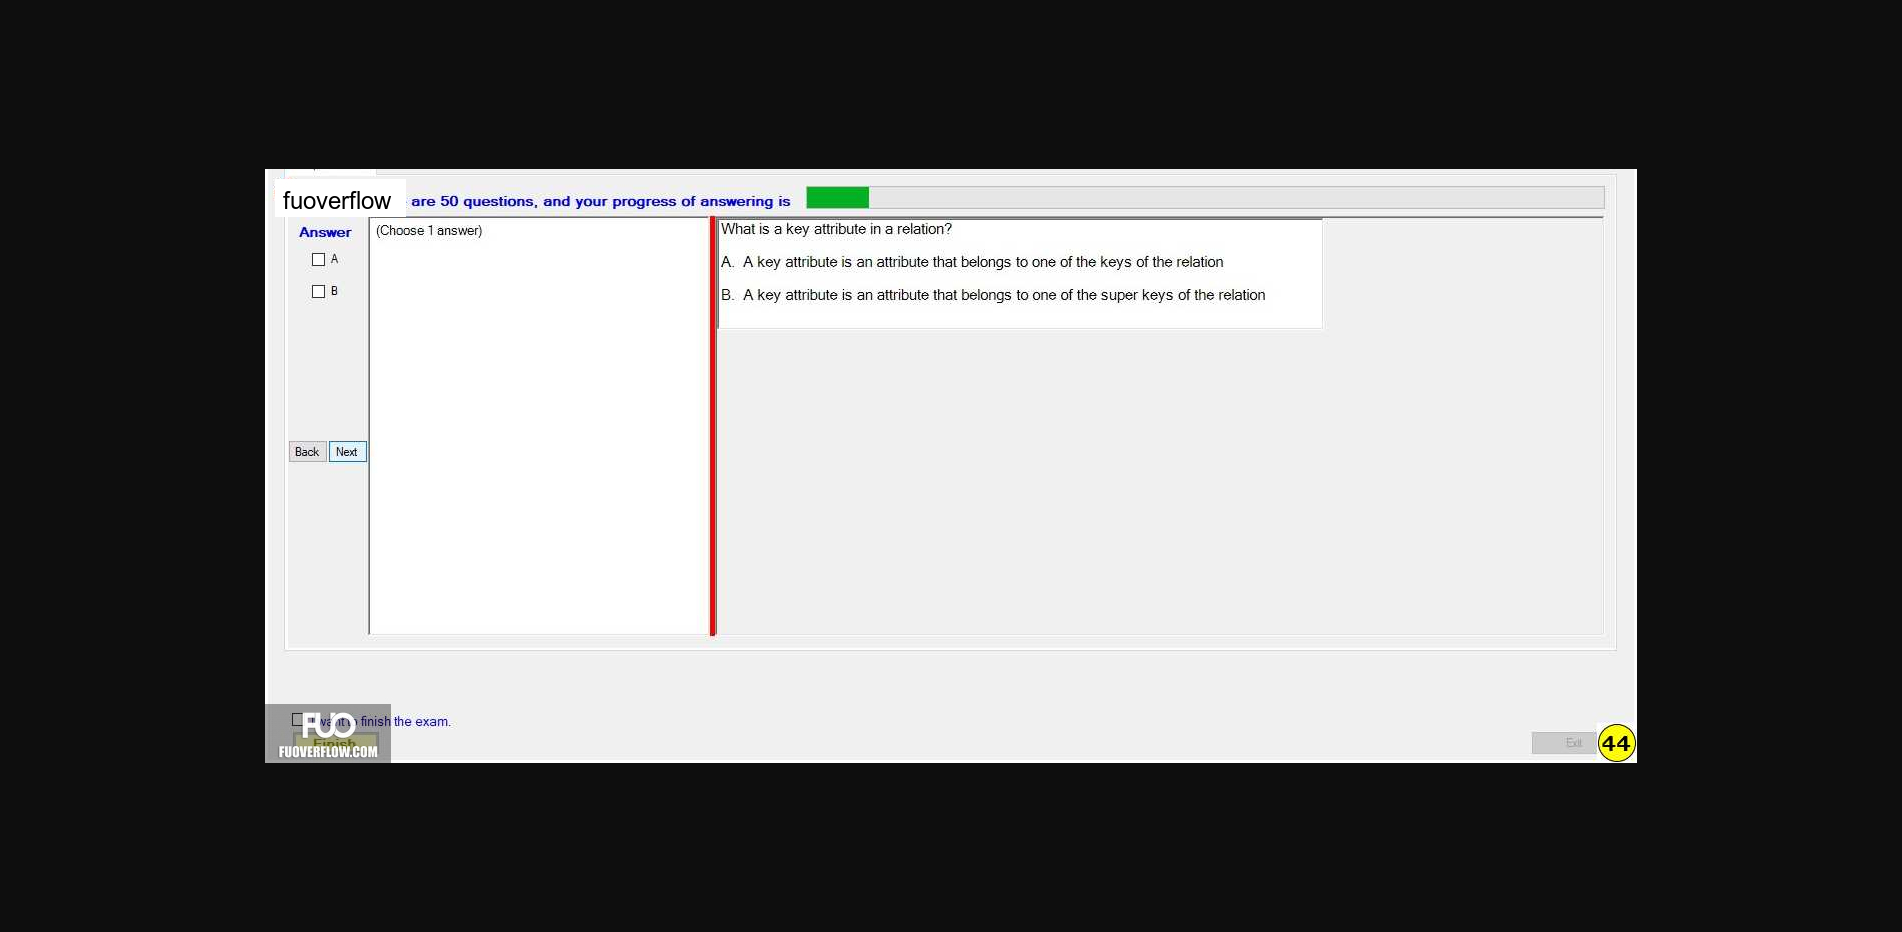 fuoverflow are 50 questions, and your progress of answering is
Answer
(Choose 1 answer)
A
B
What is a key attribute in a relation?
A. A key attribute is an attribute that belongs to one of the keys of the relation
B. A key attribute is an attribute that belongs to one of the super keys of the relation
Back Next
I want to finish the exam.
Finish
FUO
FUOVERFLOW.COM
Exit
44